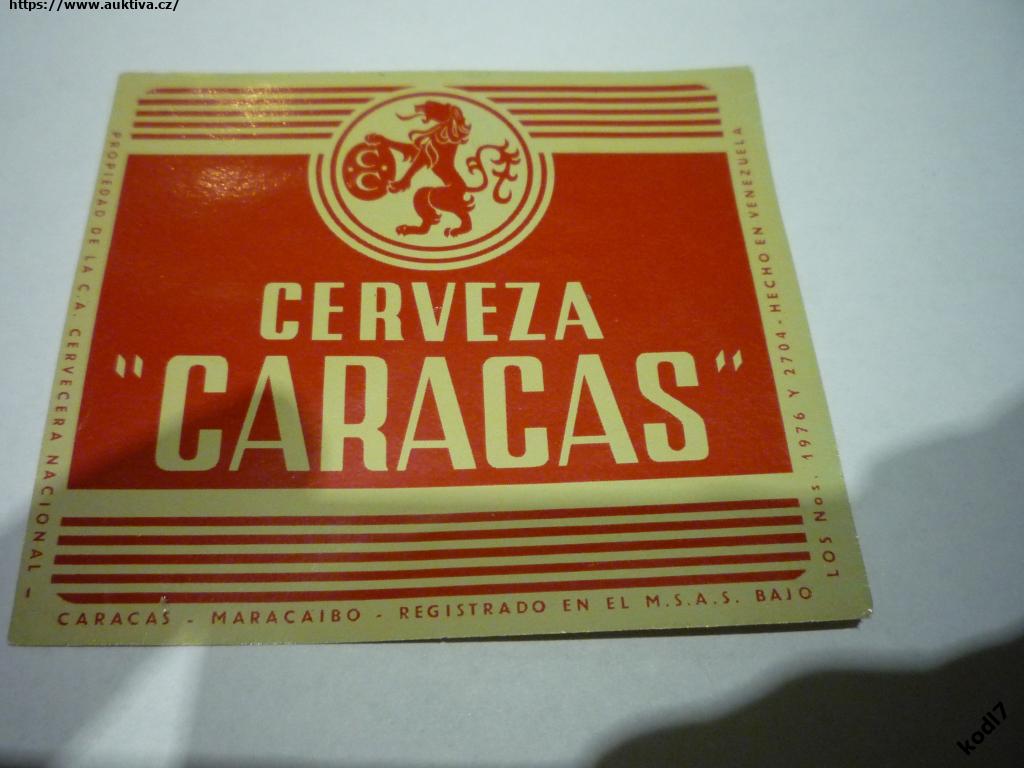 https://www.auktiva.cz/
CERVEZA
"CARACAS"
PROPIEDAD DE LA C.A. CERVECERA NACIONAL -
CARACAS - MARACAIBO - REGISTRADO EN EL M.S.A.S. BAJO
LOS Nos. 1976 Y 2704 - HECHO EN VENEZUELA
kodl7